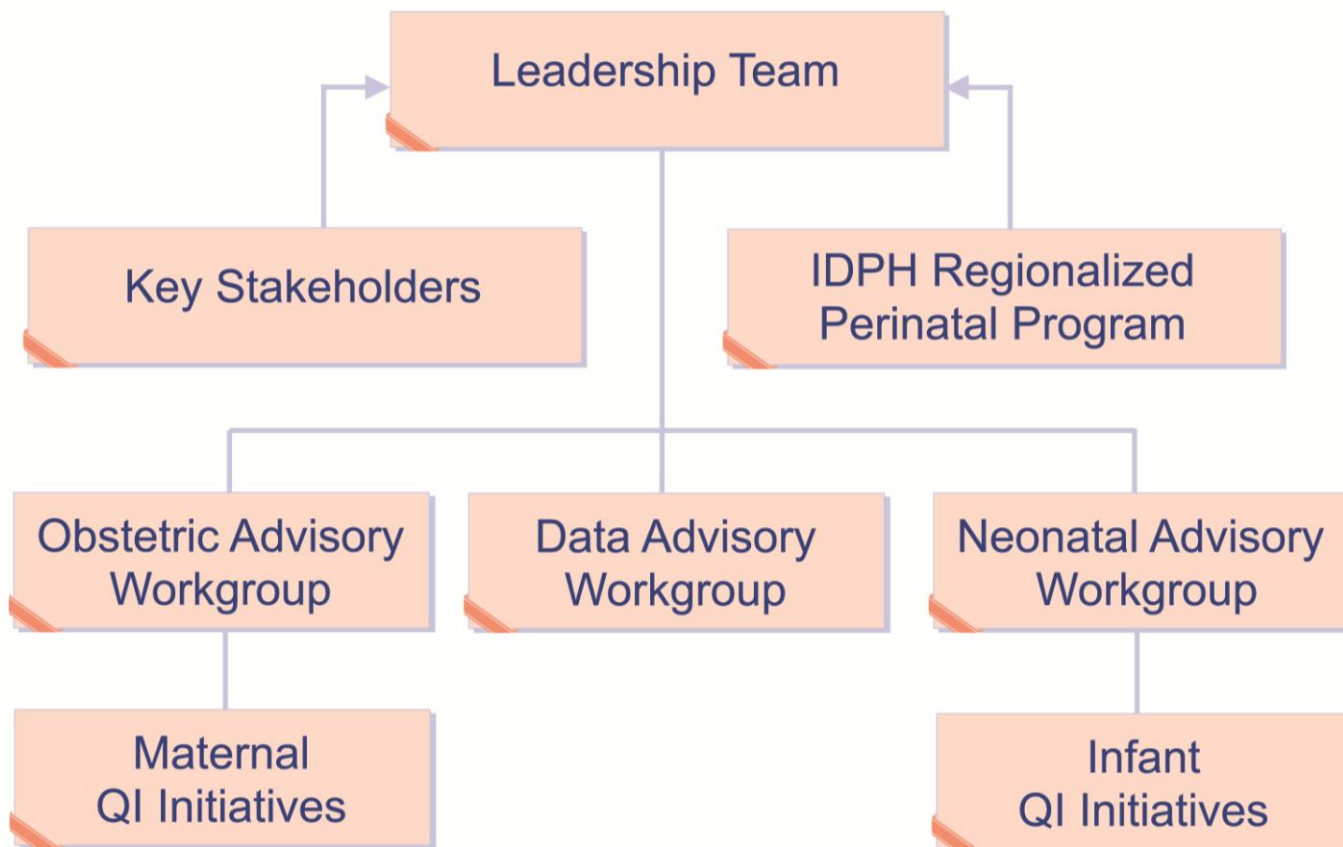 Leadership Team
Key Stakeholders
IDPH Regionalized
Perinatal Program
Obstetric Advisory
Workgroup
Data Advisory
Workgroup
Neonatal Advisory
Workgroup
Maternal
QI Initiatives
Infant
QI Initiatives